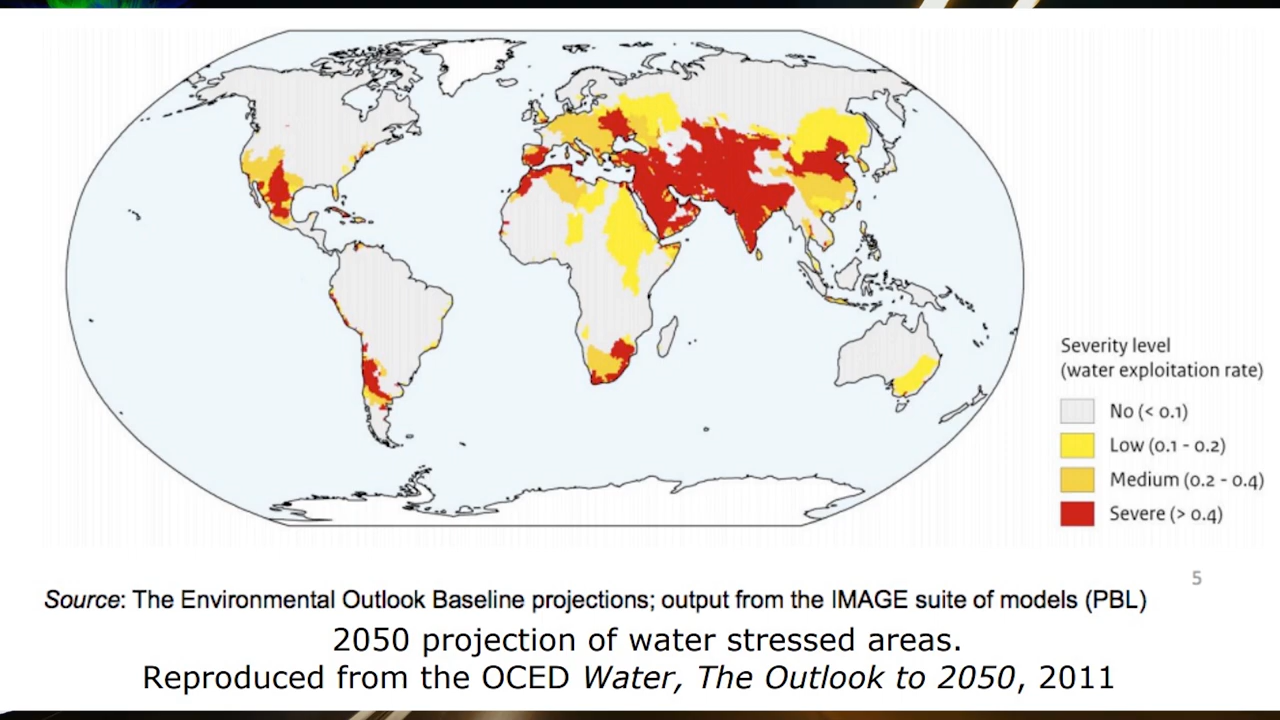 Severity level
(water exploitation rate)
No (< 0.1)
Low (0.1 - 0.2)
Medium (0.2 - 0.4)
Severe (> 0.4)
5
Source: The Environmental Outlook Baseline projections; output from the IMAGE suite of models (PBL)
2050 projection of water stressed areas.
Reproduced from the OCED Water, The Outlook to 2050, 2011